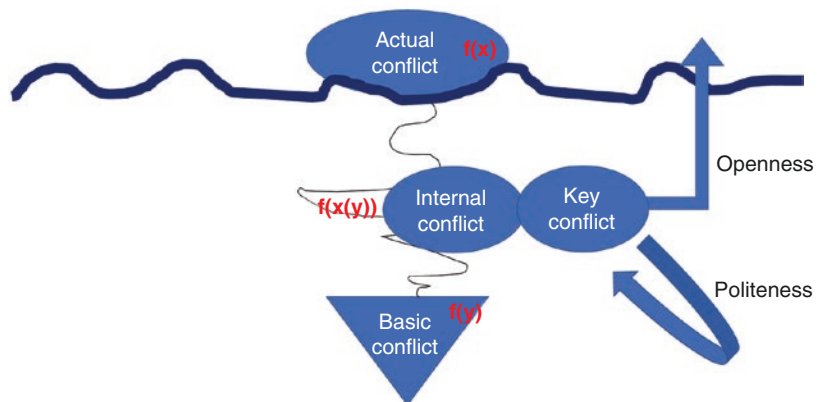 Actual
conflict
f(x)
Openness
Internal
conflict
f(x(y))
Key
conflict
Politeness
Basic
conflict
f(y)